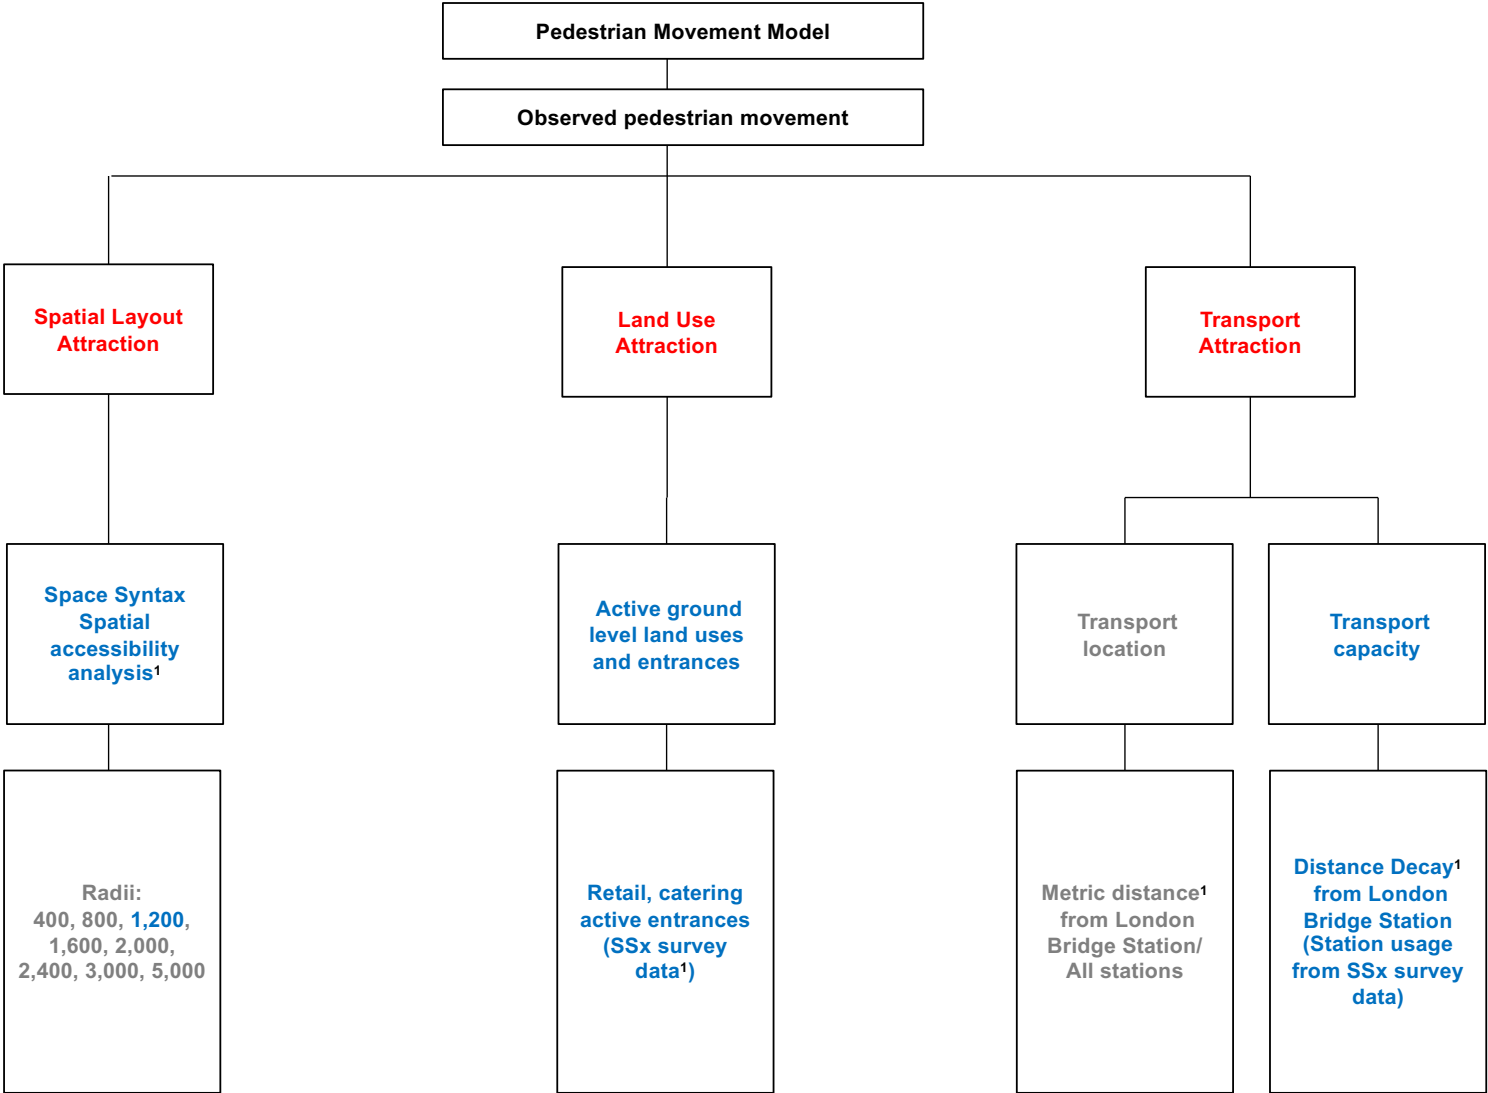 Pedestrian Movement Model
Observed pedestrian movement
Spatial Layout
Attraction
Land Use
Attraction
Transport
Attraction
Space Syntax
Spatial
accessibility
analysis¹
Active ground
level land uses
and entrances
Transport
location
Transport
capacity
Radii:
400, 800, 1,200,
1,600, 2,000,
2,400, 3,000, 5,000
Retail, catering
active entrances
(SSx survey
data¹)
Metric distance¹
from London
Bridge Station/
All stations
Distance Decay¹
from London
Bridge Station
(Station usage
from SSx survey
data)